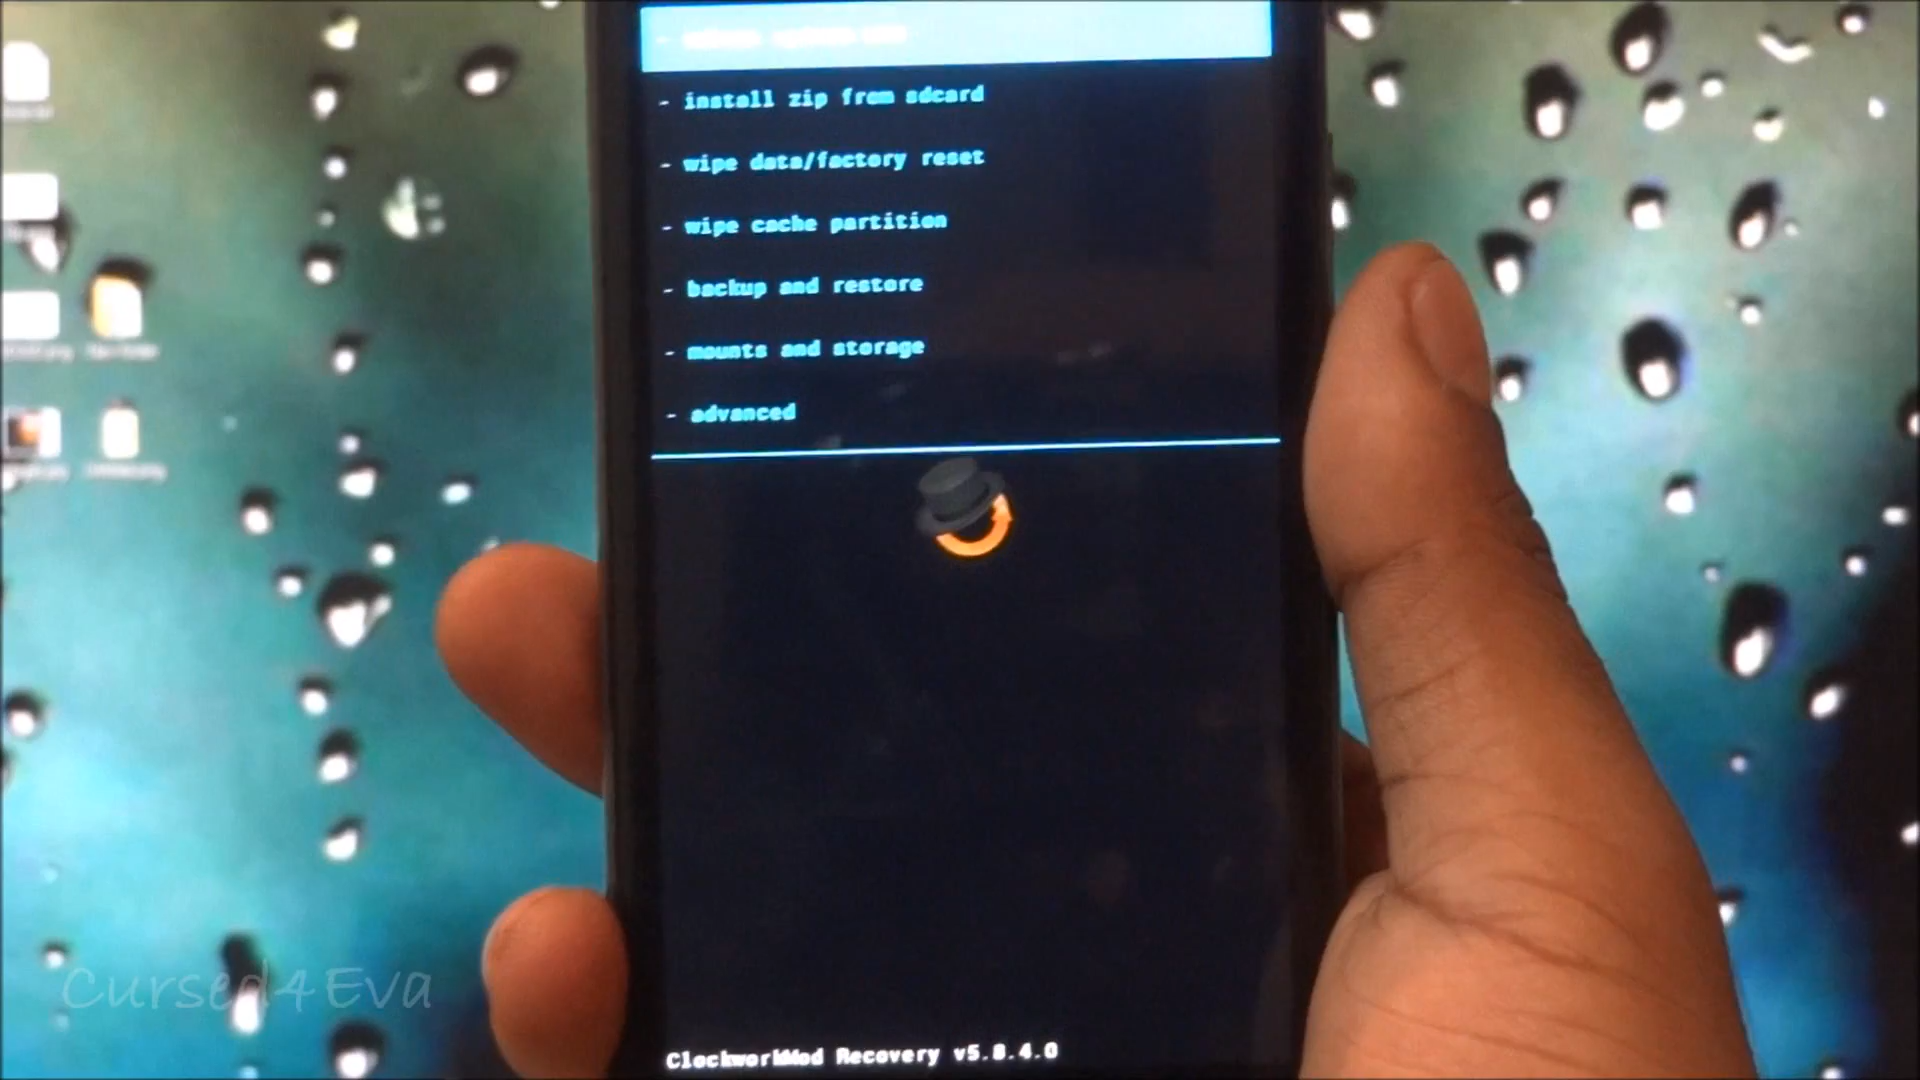 - install zip from sdcard
- wipe data/factory reset
- wipe cache partition
- backup and restore
- mounts and storage
- advanced
Cursed4Eva
ClockworkMod Recovery v5.8.4.0